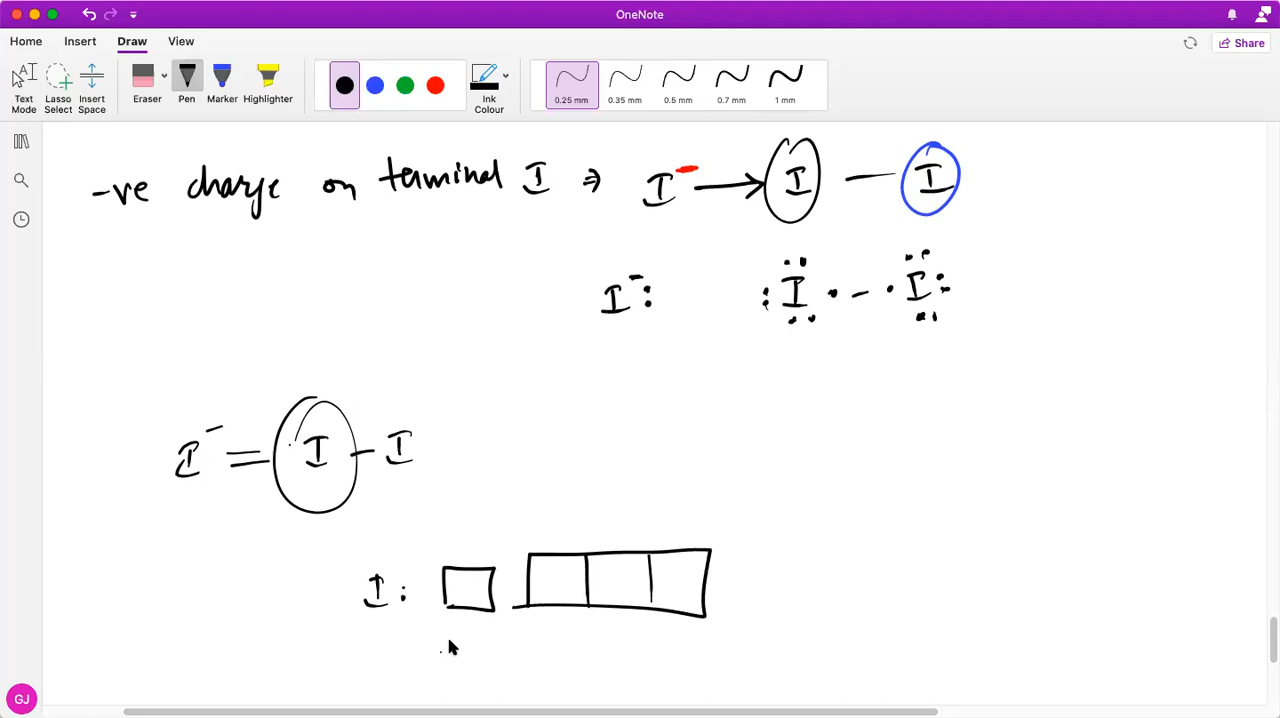 OneNote
Home Insert Draw View
Share
Text Mode
Lasso Select
Insert Space
Eraser
Pen
Marker
Highlighter
Ink Colour
0.25 mm
0.35 mm
0.5 mm
0.7 mm
1 mm
-ve charge on terminal I ⇒ I⁻ → I — I
I⁻: :I· – ·I:
I⁻ = I - I
I :
GJ